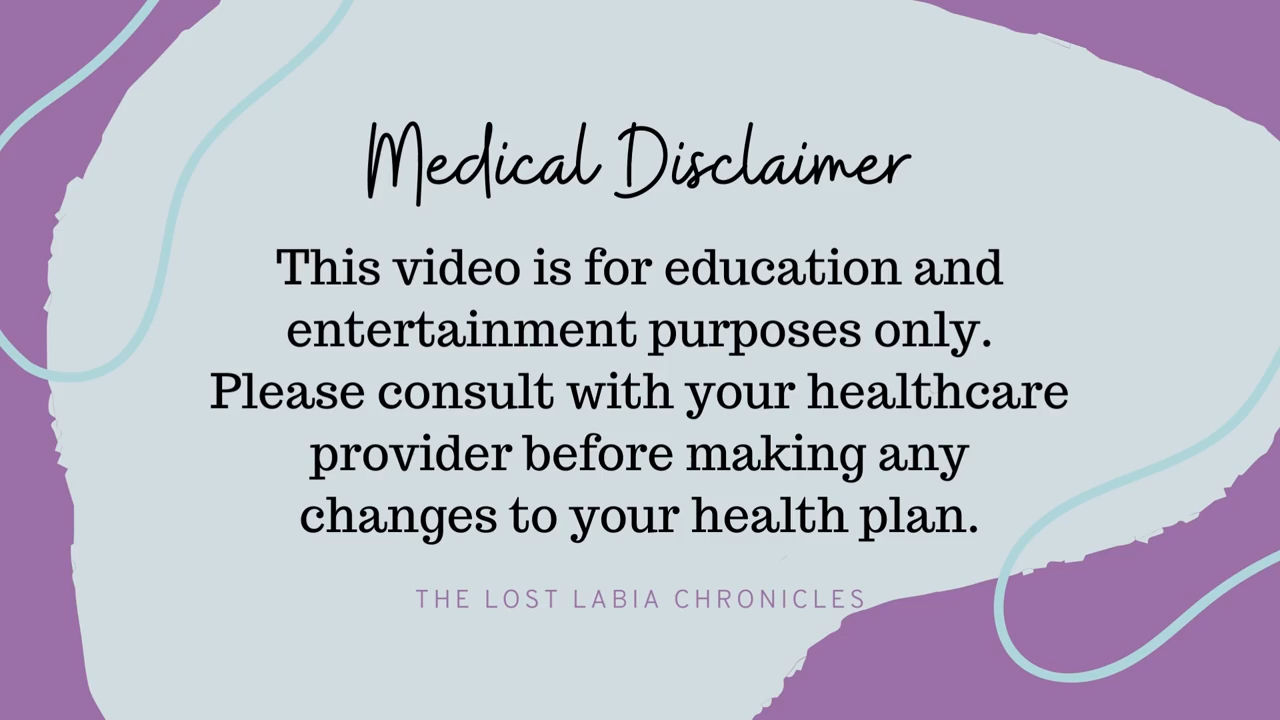 Medical Disclaimer
This video is for education and
entertainment purposes only.
Please consult with your healthcare
provider before making any
changes to your health plan.
THE LOST LABIA CHRONICLES